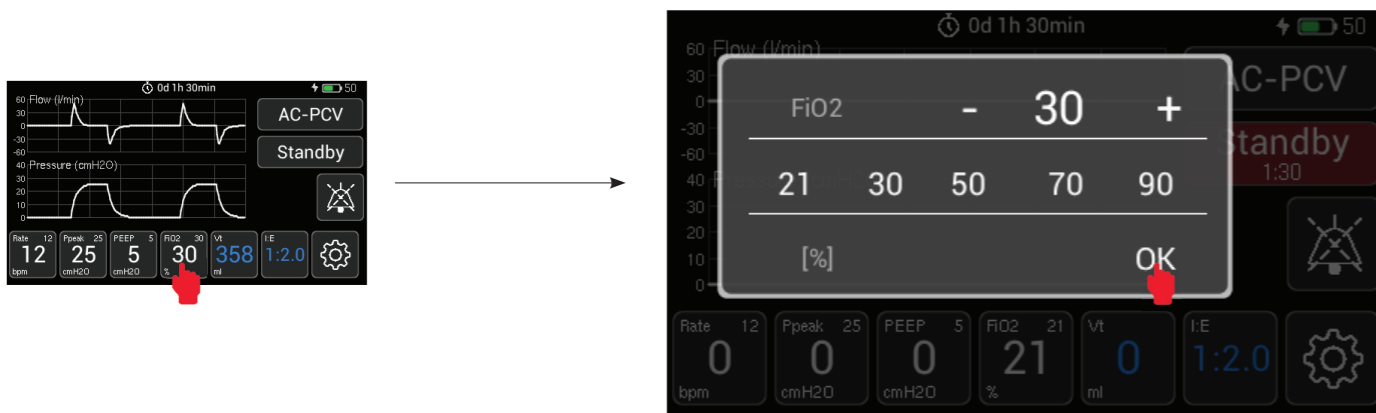 0d 1h 30min
50
60
Flow (l/min)
30
0
-30
-60
AC-PCV
Standby
40
Pressure (cmH2O)
30
20
10
0
Rate 12
12
bpm
Ppeak 25
25
cmH2O
PEEP 5
5
cmH2O
FiO2 30
30
%
Vt
358
ml
I:E
1:2.0
0d 1h 30min
50
60
Flow (l/min)
30
0
-30
-60
40
30
20
10
0
AC-PCV
Standby
1:30
FiO2 - 30 +
21 30 50 70 90
[%] OK
Rate 12
0
bpm
Ppeak 25
0
cmH2O
PEEP 5
0
cmH2O
FiO2 21
21
%
Vt
0
ml
I:E
1:2.0